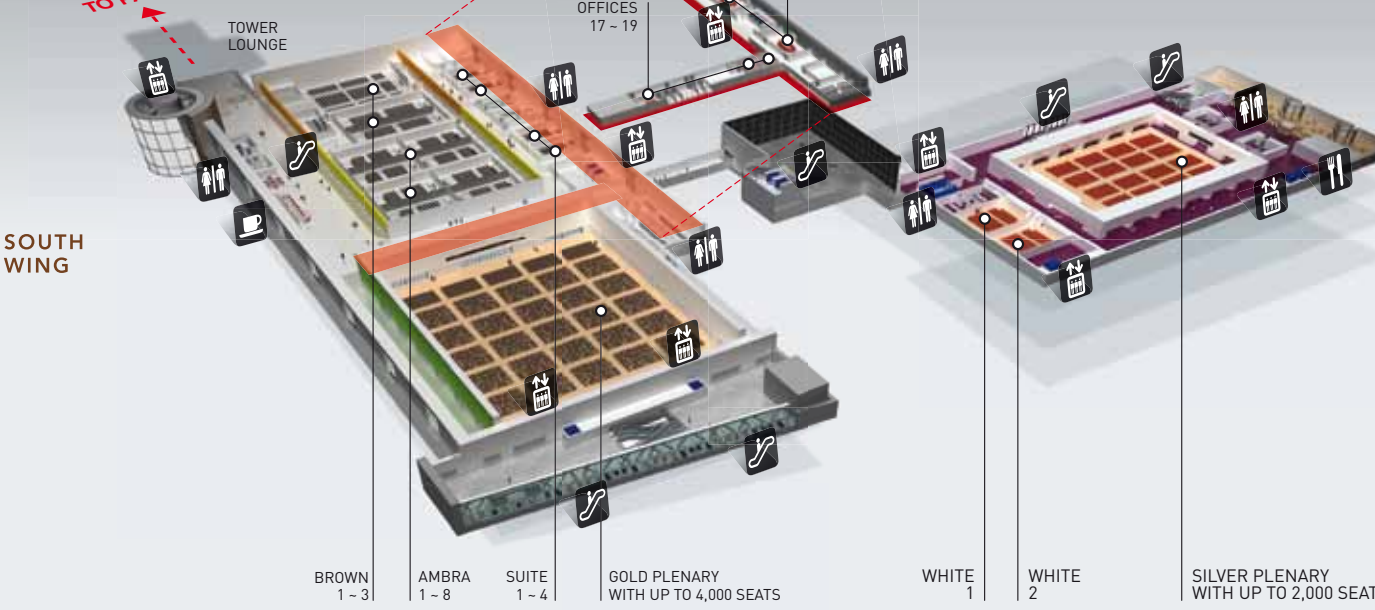 TOWER
LOUNGE
OFFICES
17 ~ 19
SOUTH
WING
BROWN
1 ~ 3
AMBRA
1 ~ 8
SUITE
1 ~ 4
GOLD PLENARY
WITH UP TO 4,000 SEATS
WHITE
1
WHITE
2
SILVER PLENARY
WITH UP TO 2,000 SEAT